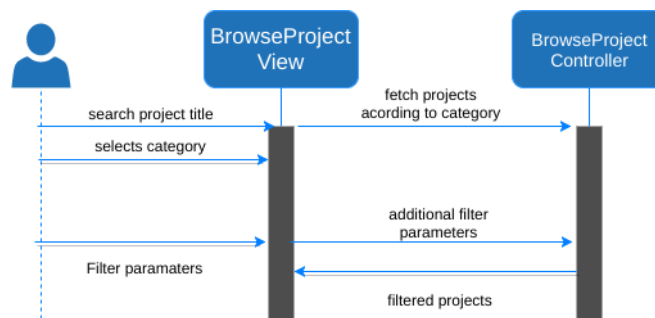 BrowseProject
View
BrowseProject
Controller
search project title
fetch projects
acording to category
selects category
additional filter
parameters
Filter paramaters
filtered projects